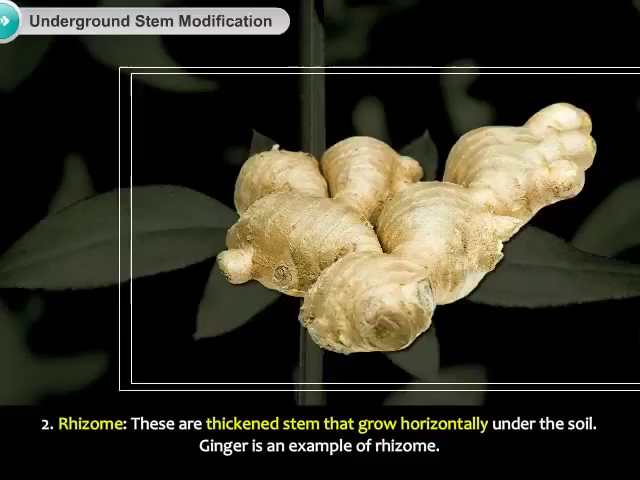 Underground Stem Modification
2. Rhizome: These are thickened stem that grow horizontally under the soil.
Ginger is an example of rhizome.